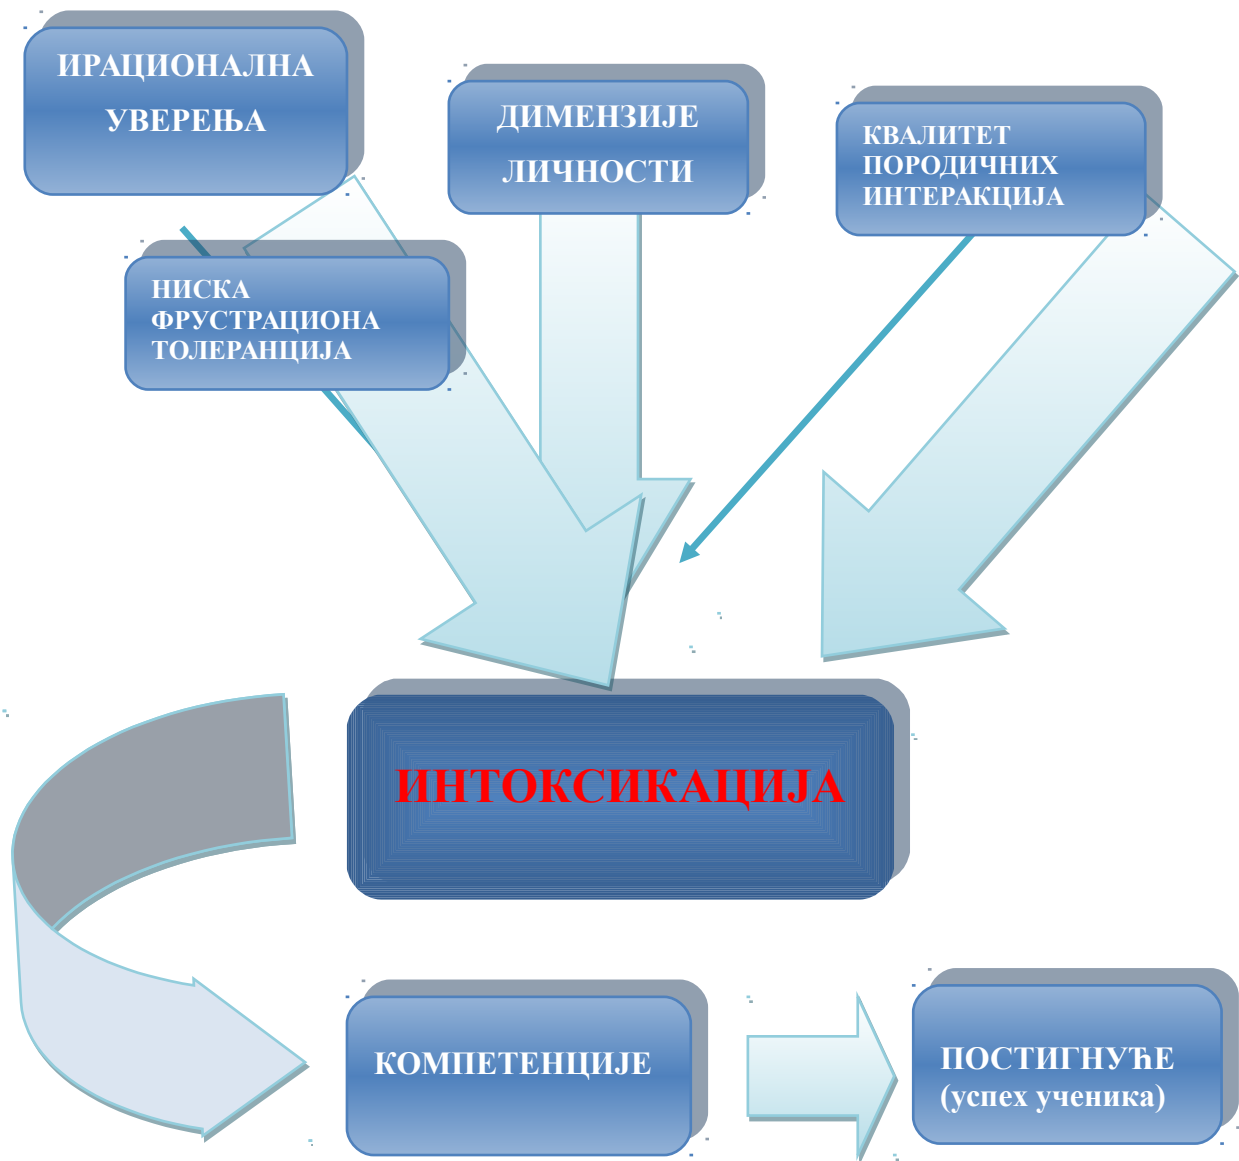 ИРАЦИОНАЛНА
УВЕРЕЊА
ДИМЕНЗИЈЕ
ЛИЧНОСТИ
КВАЛИТЕТ
ПОРОДИЧНИХ
ИНТЕРАКЦИЈА
НИСКА
ФРУСТРАЦИОНА
ТОЛЕРАНЦИЈА
ИНТОКСИКАЦИЈА
КОМПЕТЕНЦИЈЕ
ПОСТИГНУЋЕ
(успех ученика)